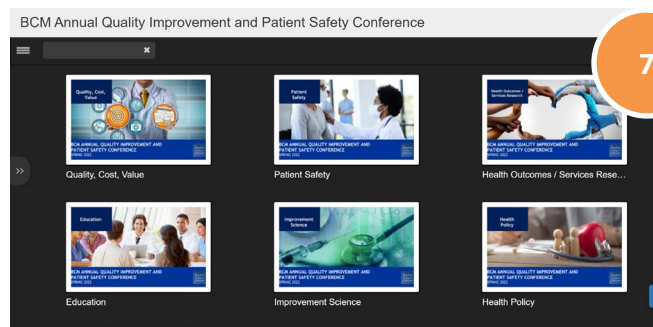 BCM Annual Quality Improvement and Patient Safety Conference
7
Quality, Cost,
Value
BCM ANNUAL QUALITY IMPROVEMENT AND
PATIENT SAFETY CONFERENCE
SPRING 2022
Quality, Cost, Value
Patient
Safety
BCM ANNUAL QUALITY IMPROVEMENT AND
PATIENT SAFETY CONFERENCE
SPRING 2022
Patient Safety
Health Outcomes /
Services Research
BCM ANNUAL QUALITY IMPROVEMENT AND
PATIENT SAFETY CONFERENCE
SPRING 2022
Health Outcomes / Services Rese...
Education
BCM ANNUAL QUALITY IMPROVEMENT AND
PATIENT SAFETY CONFERENCE
SPRING 2022
Education
Improvement
Science
BCM ANNUAL QUALITY IMPROVEMENT AND
PATIENT SAFETY CONFERENCE
SPRING 2022
Improvement Science
Health
Policy
BCM ANNUAL QUALITY IMPROVEMENT AND
PATIENT SAFETY CONFERENCE
SPRING 2022
Health Policy